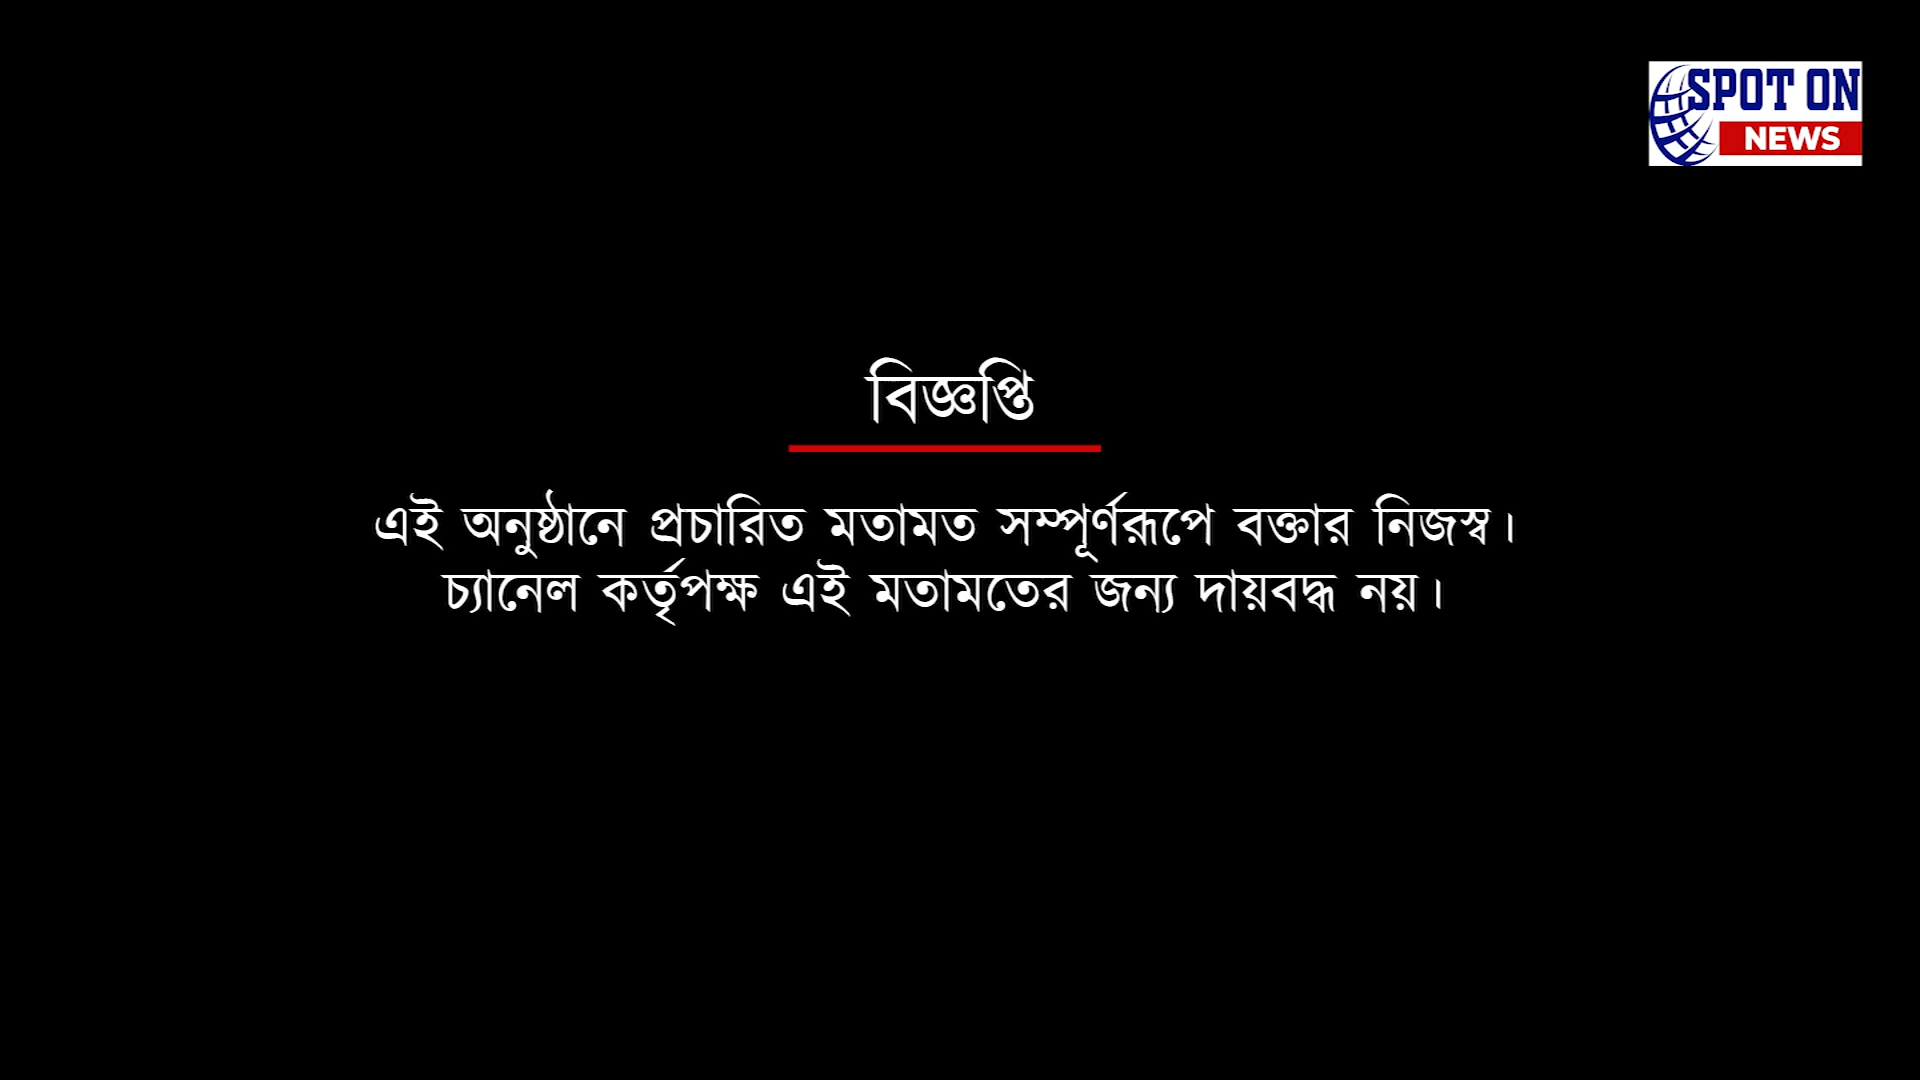 SPOT ON
NEWS
বিজ্ঞপ্তি
এই অনুষ্ঠানে প্রচারিত মতামত সম্পূর্ণরূপে বক্তার নিজস্ব।
চ্যানেল কর্তৃপক্ষ এই মতামতের জন্য দায়বদ্ধ নয়।